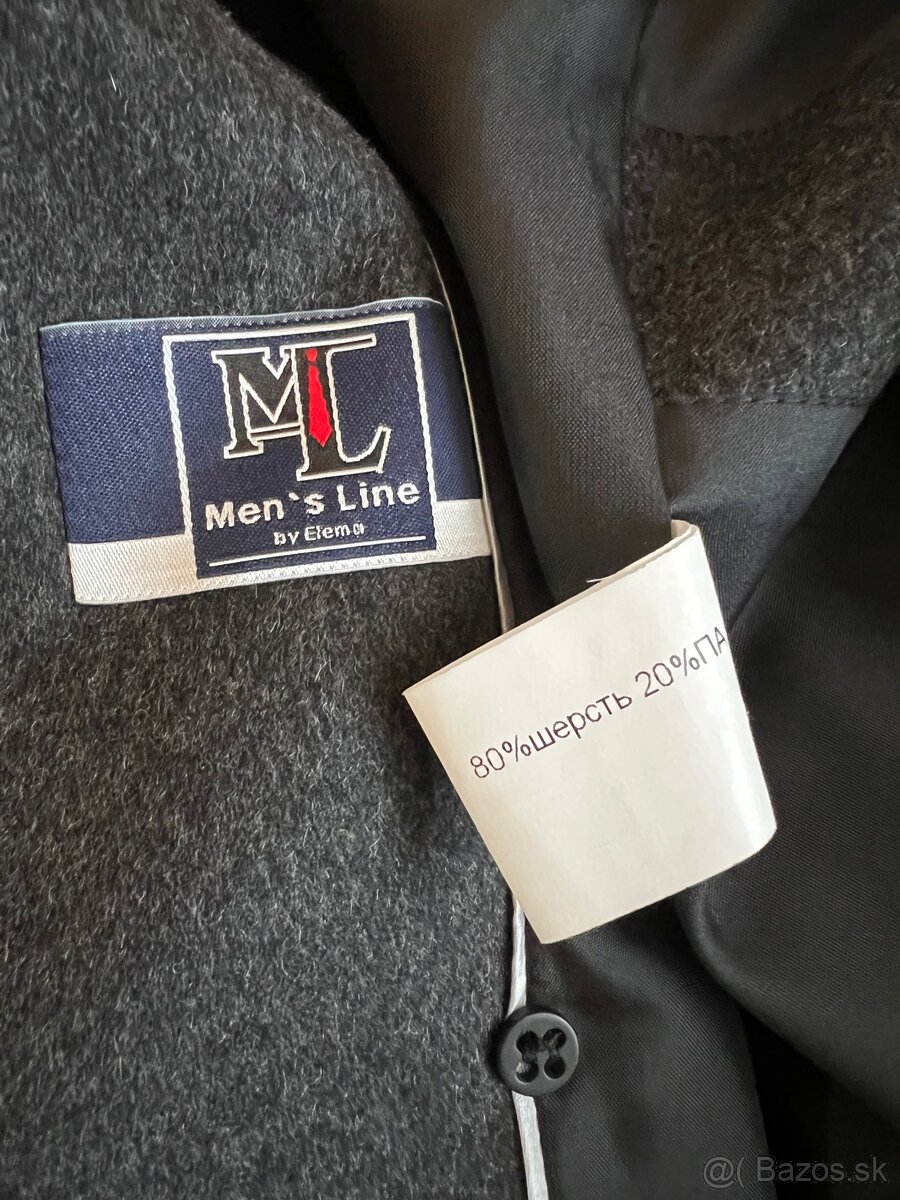 ML
Men`s Line
by Elema
80%шерсть 20%ПА
@( Bazos.sk